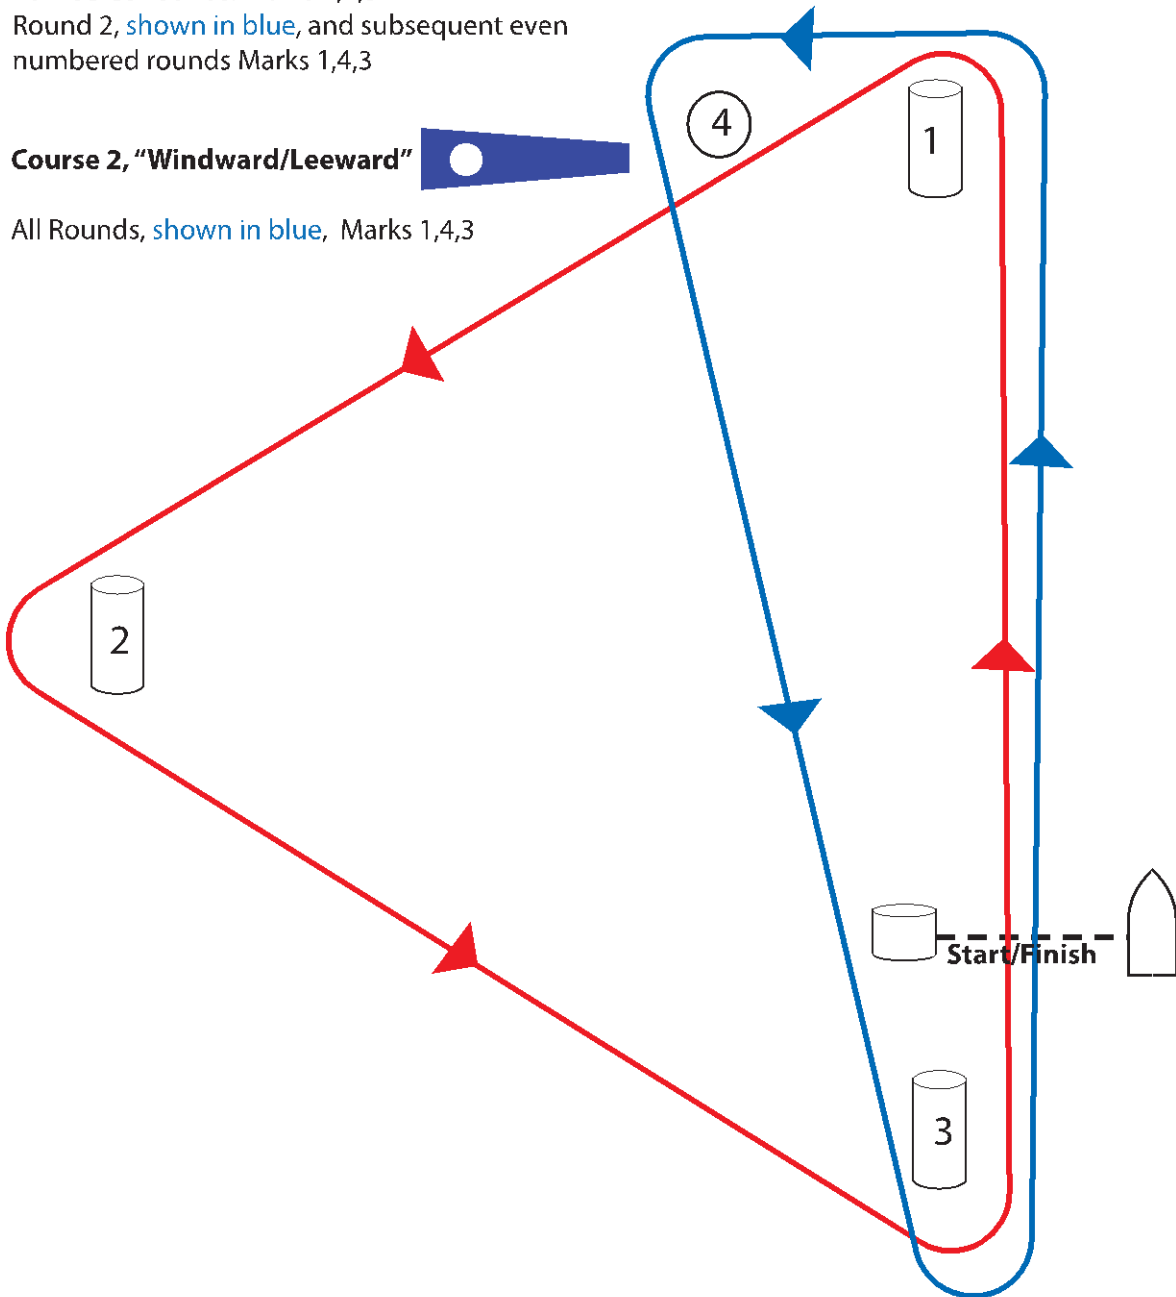 Round 2, shown in blue, and subsequent even
numbered rounds Marks 1,4,3
Course 2, “Windward/Leeward”
All Rounds, shown in blue, Marks 1,4,3
4
1
2
Start/Finish
3